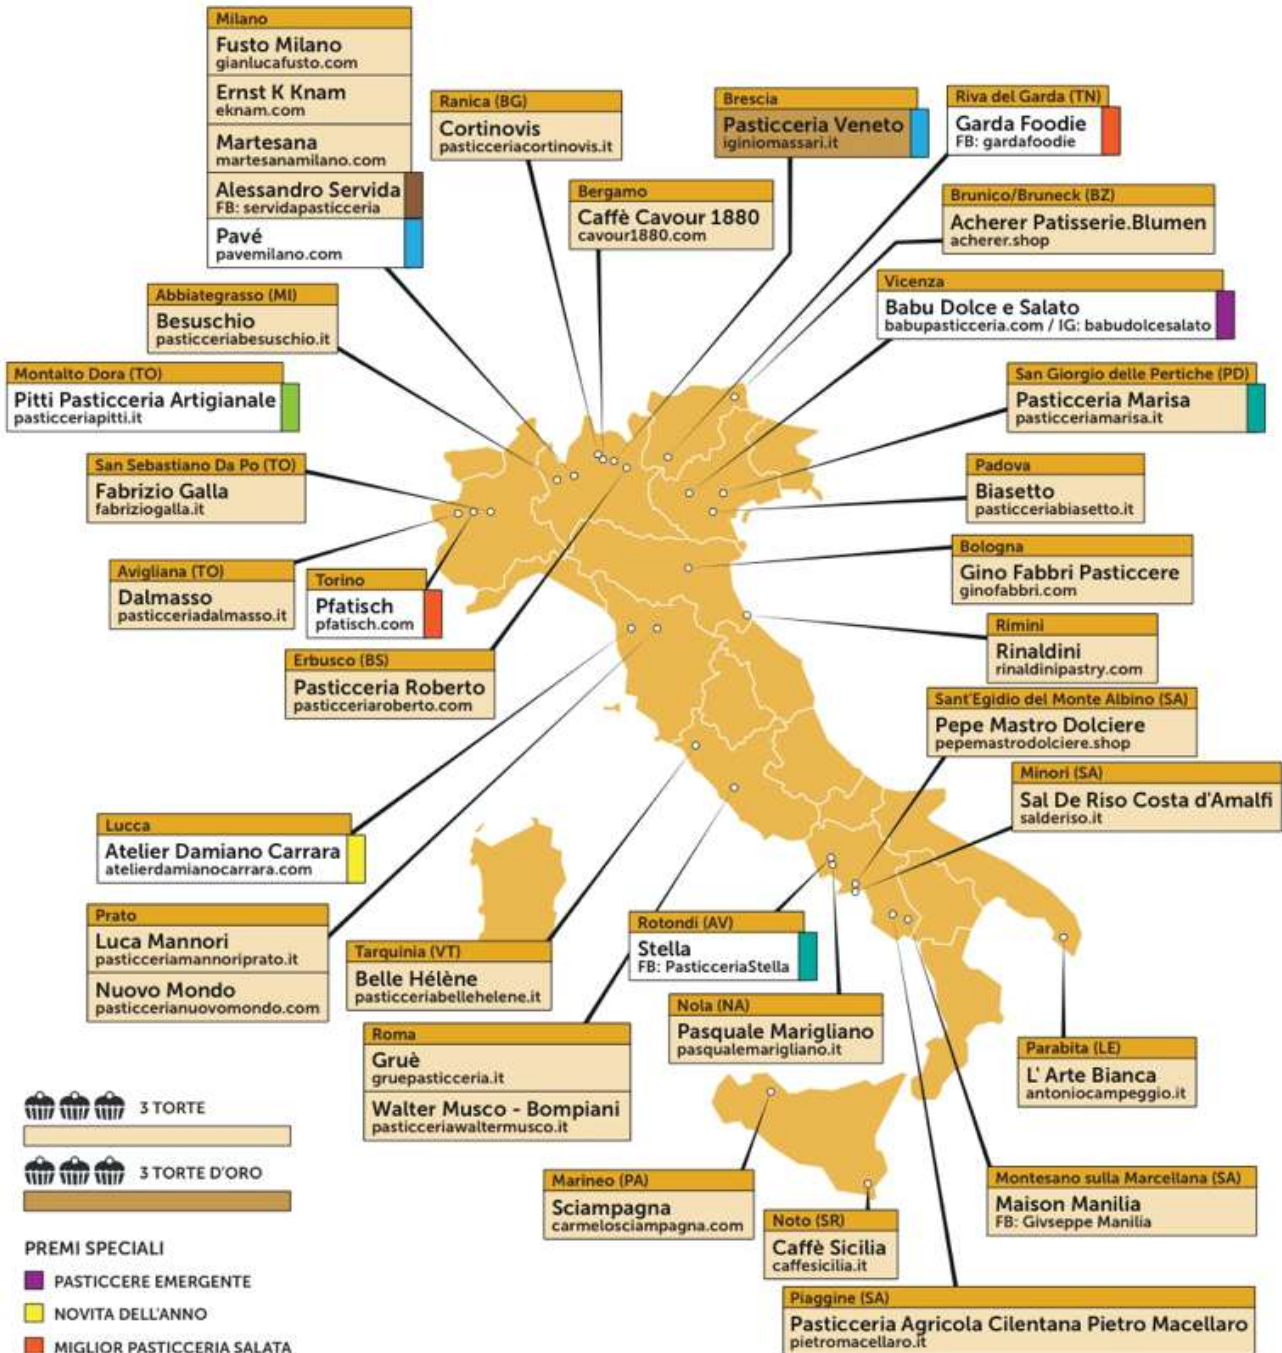 Milano
Fusto Milano
gianlucafusto.com
Ernst K Knam
eknam.com
Martesana
martesanamilano.com
Alessandro Servida
FB: servidapasticceria
Pavé
pavemilano.com
Ranica (BG)
Cortinovis
pasticceriacortinovis.it
Bergamo
Caffè Cavour 1880
cavour1880.com
Brescia
Pasticceria Veneto
iginiomassari.it
Riva del Garda (TN)
Garda Foodie
FB: gardafoodie
Brunico/Bruneck (BZ)
Acherer Patisserie.Blumen
acherer.shop
Vicenza
Babu Dolce e Salato
babupasticceria.com / IG: babudolcesalato
Abbiategrasso (MI)
Besuschio
pasticceriabesuschio.it
Montalto Dora (TO)
Pitti Pasticceria Artigianale
pasticceriapitti.it
San Giorgio delle Pertiche (PD)
Pasticceria Marisa
pasticceriamarisa.it
San Sebastiano Da Po (TO)
Fabrizio Galla
fabriziogalla.it
Padova
Biasetto
pasticceriabiasetto.it
Avigliana (TO)
Dalmasso
pasticceriadalmasso.it
Torino
Pfatisch
pfatisch.com
Bologna
Gino Fabbri Pasticcere
ginofabbri.com
Rimini
Rinaldini
rinaldinipastry.com
Erbusco (BS)
Pasticceria Roberto
pasticceriaroberto.com
Sant'Egidio del Monte Albino (SA)
Pepe Mastro Dolciere
pepemastrodolciere.shop
Minori (SA)
Sal De Riso Costa d'Amalfi
salderiso.it
Lucca
Atelier Damiano Carrara
atelierdamianocarrara.com
Prato
Luca Mannori
pasticceriamannoriprato.it
Nuovo Mondo
pasticcerianuovomondo.com
Tarquinia (VT)
Belle Hélène
pasticceriabellehelene.it
Rotondi (AV)
Stella
FB: PasticceriaStella
Nola (NA)
Pasquale Marigliano
pasqualemarigliano.it
Roma
Gruè
gruepasticceria.it
Walter Musco - Bompiani
pasticceriawaltermusco.it
Parabita (LE)
L' Arte Bianca
antoniocampeggio.it
Marineo (PA)
Sciampagna
carmelosciampagna.com
Noto (SR)
Caffè Sicilia
caffesicilia.it
Montesano sulla Marcellana (SA)
Maison Manilia
FB: Givseppe Manilia
Piaggine (SA)
Pasticceria Agricola Cilentana Pietro Macellaro
pietromacellaro.it
3 TORTE
3 TORTE D'ORO
PREMI SPECIALI
PASTICCERE EMERGENTE
NOVITA DELL'ANNO
MIGLIOR PASTICCERIA SALATA